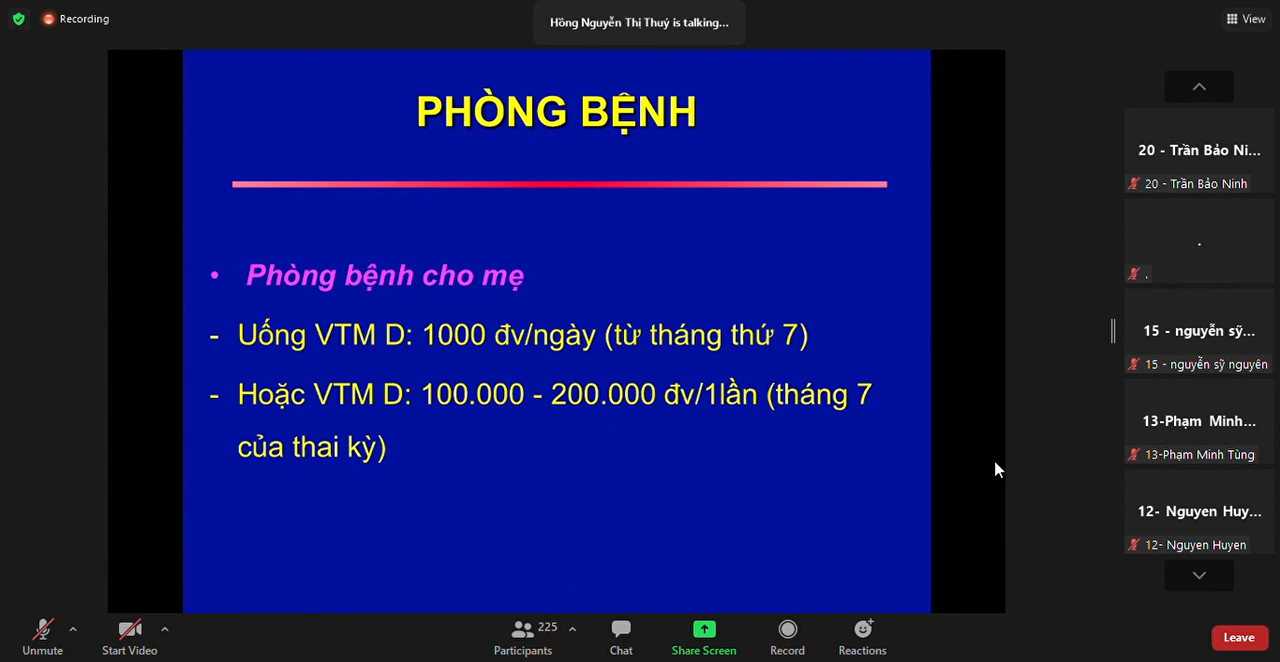 Recording
Hồng Nguyễn Thị Thuý is talking...
View
PHÒNG BỆNH
• Phòng bệnh cho mẹ
- Uống VTM D: 1000 đv/ngày (từ tháng thứ 7)
- Hoặc VTM D: 100.000 - 200.000 đv/1lần (tháng 7
của thai kỳ)
20 - Trần Bảo Ni...
20 - Trần Bảo Ninh
.
.
15 - nguyễn sỹ...
15 - nguyễn sỹ nguyên
13-Phạm Minh...
13-Phạm Minh Tùng
12- Nguyen Huy...
12- Nguyen Huyen
Unmute
Start Video
225
Participants
Chat
Share Screen
Record
Reactions
Leave